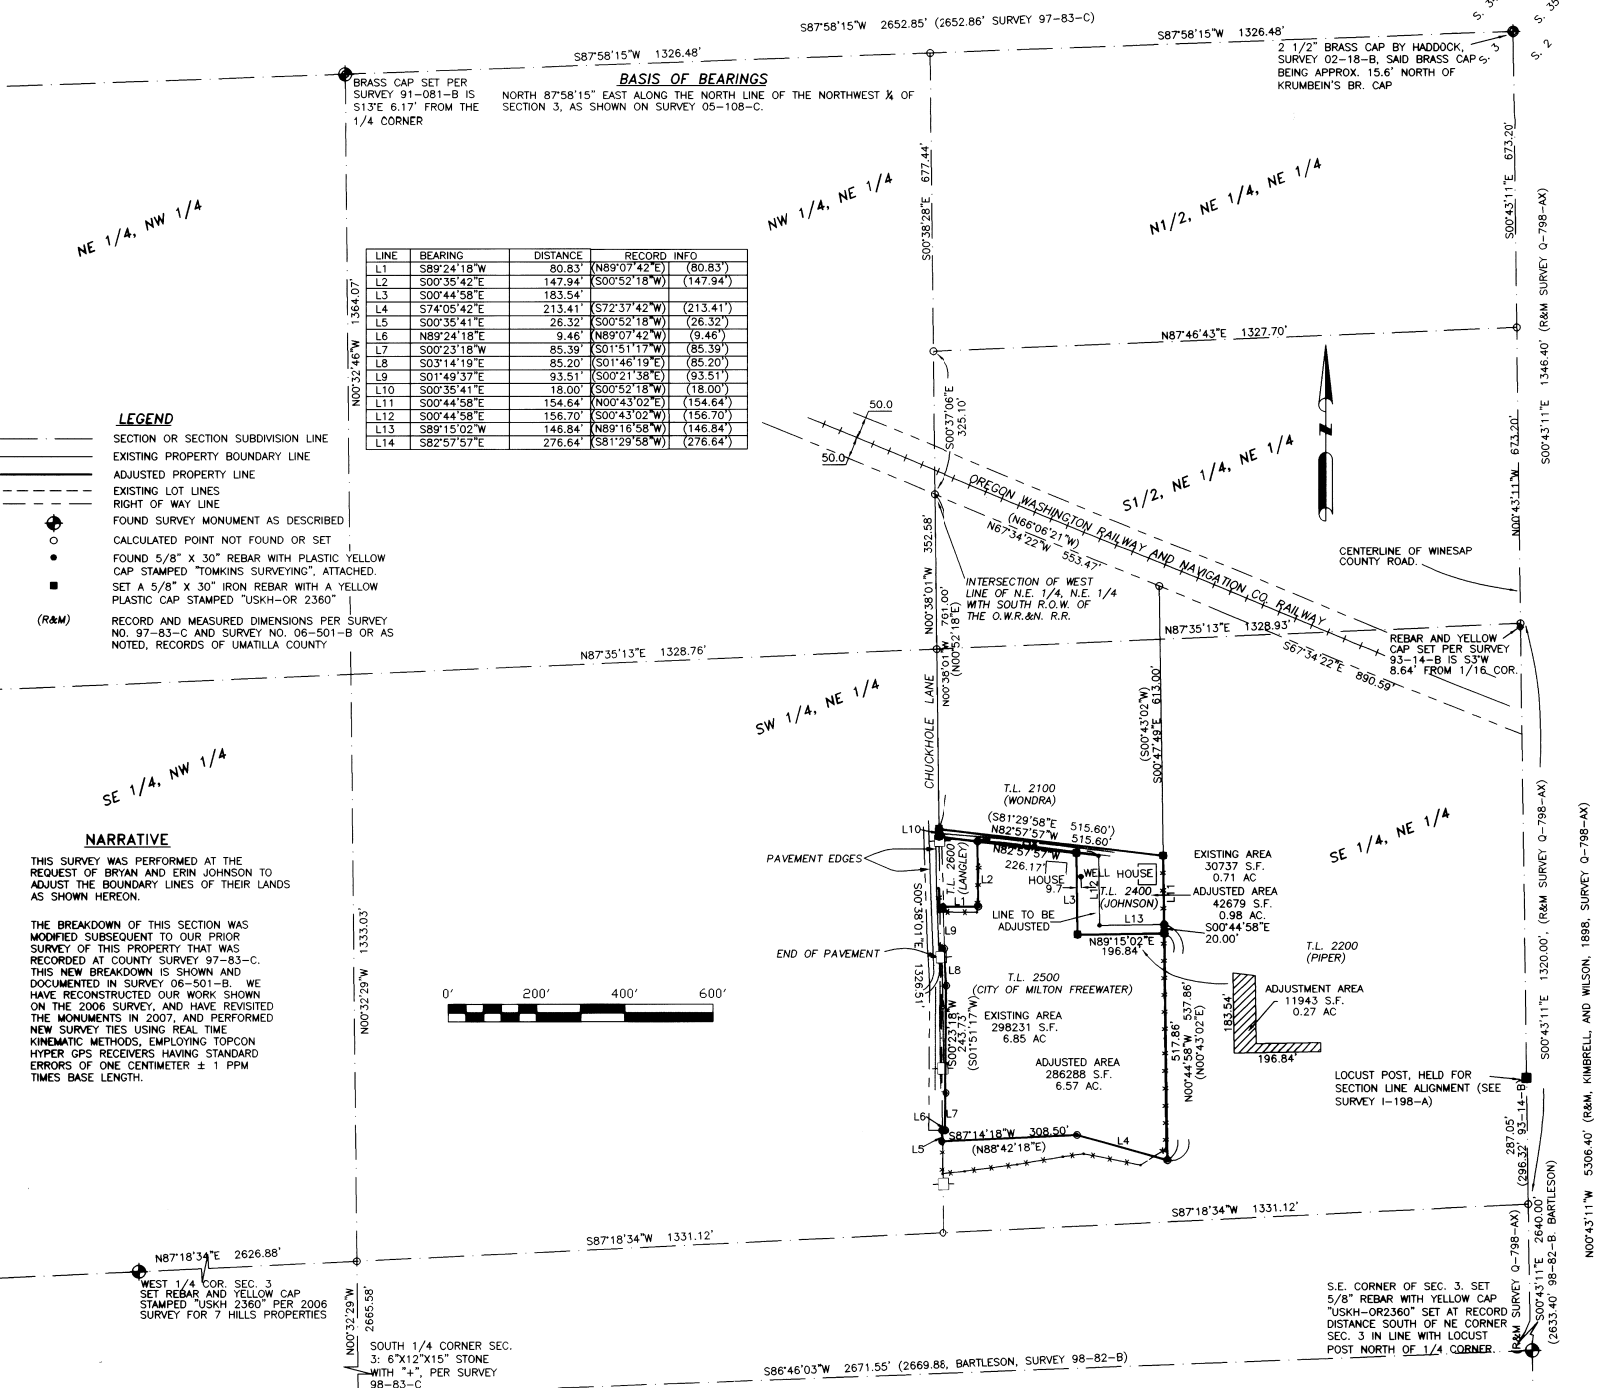 S87°58'15"W 2652.85' (2652.86' SURVEY 97-83-C)
S87°58'15"W 1326.48'
S87°58'15"W 1326.48'
S. 3
S. 2
2 1/2" BRASS CAP BY HADDOCK,
SURVEY 02-18-B, SAID BRASS CAP
BEING APPROX. 15.6' NORTH OF
KRUMBEIN'S BR. CAP
BRASS CAP SET PER
SURVEY 91-081-B IS
S13°E 6.17' FROM THE
1/4 CORNER
BASIS OF BEARINGS
NORTH 87°58'15" EAST ALONG THE NORTH LINE OF THE NORTHWEST ¼ OF
SECTION 3, AS SHOWN ON SURVEY 05-108-C.
NE 1/4, NW 1/4
NW 1/4, NE 1/4
N1/2, NE 1/4, NE 1/4
S00°38'28"E 677.44'
S00°43'11"E 673.20'
S00°43'11"E 1346.40' (R&M SURVEY Q-798-AX)
N00°32'46"W 1364.07'
LINE BEARING DISTANCE RECORD INFO
L1 S89°24'18"W 80.83' (N89°07'42"E) (80.83')
L2 S00°35'42"E 147.94' (S00°52'18"W) (147.94')
L3 S00°44'58"E 183.54'
L4 S74°05'42"E 213.41' (S72°37'42"W) (213.41')
L5 S00°35'41"E 26.32' (S00°52'18"W) (26.32')
L6 N89°24'18"E 9.46' (N89°07'42"W) (9.46')
L7 S00°23'18"W 85.39' (S01°51'17"W) (85.39')
L8 S03°14'19"E 85.20' (S01°46'19"E) (85.20')
L9 S01°49'37"E 93.51' (S00°21'38"E) (93.51')
L10 S00°35'41"E 18.00' (S00°52'18"W) (18.00')
L11 S00°44'58"E 154.64' (N00°43'02"E) (154.64')
L12 S00°44'58"E 156.70' (S00°43'02"W) (156.70')
L13 S89°15'02"W 146.84' (N89°16'58"W) (146.84')
L14 S82°57'57"E 276.64' (S81°29'58"W) (276.64')
N87°46'43"E 1327.70'
LEGEND
SECTION OR SECTION SUBDIVISION LINE
EXISTING PROPERTY BOUNDARY LINE
ADJUSTED PROPERTY LINE
EXISTING LOT LINES
RIGHT OF WAY LINE
FOUND SURVEY MONUMENT AS DESCRIBED
CALCULATED POINT NOT FOUND OR SET
FOUND 5/8" X 30" REBAR WITH PLASTIC YELLOW
CAP STAMPED "TOMKINS SURVEYING", ATTACHED.
SET A 5/8" X 30" IRON REBAR WITH A YELLOW
PLASTIC CAP STAMPED "USKH-OR 2360"
(R&M) RECORD AND MEASURED DIMENSIONS PER SURVEY
NO. 97-83-C AND SURVEY NO. 06-501-B OR AS
NOTED, RECORDS OF UMATILLA COUNTY
50.0
50.0
S00°37'06"E
325.10'
N
S1/2, NE 1/4, NE 1/4
N00°43'11"W 673.20'
OREGON WASHINGTON RAILWAY AND NAVIGATION CO. RAILWAY
(N66°06'21"W)
N67°34'22"W 553.47'
CENTERLINE OF WINESAP
COUNTY ROAD.
INTERSECTION OF WEST
LINE OF N.E. 1/4, N.E. 1/4
WITH SOUTH R.O.W. OF
THE O.W.R.&N. R.R.
N00°38'01"W 352.58'
N00°38'01"W 761.00'
(N00°52'18"E)
N87°35'13"E 1328.93'
N87°35'13"E 1328.76'
REBAR AND YELLOW
CAP SET PER SURVEY
93-14-B IS S3°W
8.64' FROM 1/16 COR.
S67°34'22"E 890.59'
SE 1/4, NW 1/4
SW 1/4, NE 1/4
SE 1/4, NE 1/4
CHUCKHOLE LANE
(S00°43'02"W)
S00°47'49"E 613.00'
NARRATIVE
THIS SURVEY WAS PERFORMED AT THE
REQUEST OF BRYAN AND ERIN JOHNSON TO
ADJUST THE BOUNDARY LINES OF THEIR LANDS
AS SHOWN HEREON.
THE BREAKDOWN OF THIS SECTION WAS
MODIFIED SUBSEQUENT TO OUR PRIOR
SURVEY OF THIS PROPERTY THAT WAS
RECORDED AT COUNTY SURVEY 97-83-C.
THIS NEW BREAKDOWN IS SHOWN AND
DOCUMENTED IN SURVEY 06-501-B. WE
HAVE RECONSTRUCTED OUR WORK SHOWN
ON THE 2006 SURVEY, AND HAVE REVISITED
THE MONUMENTS IN 2007, AND PERFORMED
NEW SURVEY TIES USING REAL TIME
KINEMATIC METHODS, EMPLOYING TOPCON
HYPER GPS RECEIVERS HAVING STANDARD
ERRORS OF ONE CENTIMETER ± 1 PPM
TIMES BASE LENGTH.
N00°32'29"W 1333.03'
T.L. 2100
(WONDRA)
(S81°29'58"E 515.60')
N82°57'57"W 515.60'
N82°57'57"W
226.17'
L10
PAVEMENT EDGES
T.L. 2600
(LANGLEY)
L2
L1
HOUSE
9.7
WELL HOUSE
L3
L12
T.L. 2400
(JOHNSON)
L11
L13
LINE TO BE
ADJUSTED
EXISTING AREA
30737 S.F.
0.71 AC
ADJUSTED AREA
42679 S.F.
0.98 AC.
S00°44'58"E
20.00'
N89°15'02"E
196.84'
T.L. 2200
(PIPER)
END OF PAVEMENT
S00°38'01"E 1326.51'
L9
L8
T.L. 2500
(CITY OF MILTON FREEWATER)
EXISTING AREA
298231 S.F.
6.85 AC
ADJUSTED AREA
286288 S.F.
6.57 AC.
S00°23'18"W
243.73'
(S01°51'17"W)
517.86'
N00°44'58"W 537.86'
(N00°43'02"E)
183.54'
196.84'
ADJUSTMENT AREA
11943 S.F.
0.27 AC
0' 200' 400' 600'
L6
L7
L5
S87°14'18"W 308.50'
(N88°42'18"E)
L4
LOCUST POST, HELD FOR
SECTION LINE ALIGNMENT (SEE
SURVEY I-198-A)
S00°43'11"E 1320.00', (R&M SURVEY Q-798-AX)
N00°43'11"W 5306.40' (R&M, KIMBRELL, AND WILSON, 1898, SURVEY Q-798-AX)
287.05'
(296.32' 93-14-B)
S87°18'34"W 1331.12'
S87°18'34"W 1331.12'
N87°18'34"E 2626.88'
WEST 1/4 COR. SEC. 3
SET REBAR AND YELLOW CAP
STAMPED "USKH 2360" PER 2006
SURVEY FOR 7 HILLS PROPERTIES
N00°32'29"W
2665.58'
SOUTH 1/4 CORNER SEC.
3: 6"X12"X15" STONE
WITH "+", PER SURVEY
98-83-C
S86°46'03"W 2671.55' (2669.88, BARTLESON, SURVEY 98-82-B)
S.E. CORNER OF SEC. 3. SET
5/8" REBAR WITH YELLOW CAP
"USKH-OR2360" SET AT RECORD
DISTANCE SOUTH OF NE CORNER
SEC. 3 IN LINE WITH LOCUST
POST NORTH OF 1/4 CORNER.
R&M SURVEY Q-798-AX)
S00°43'11"E 2640.00'
(2633.40' 98-82-B. BARTLESON)